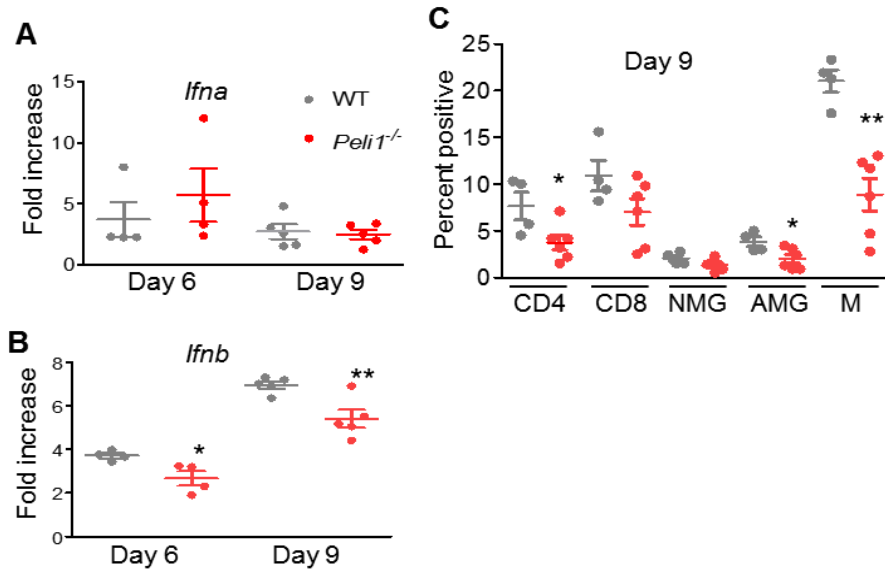 A
Ifna
WT
Peli1-/-
Fold increase
15
10
5
0
Day 6
Day 9
B
Ifnb
Fold increase
8
6
4
2
0
*
**
Day 6
Day 9
C
Day 9
Percent positive
25
20
15
10
5
0
*
*
**
CD4
CD8
NMG
AMG
M